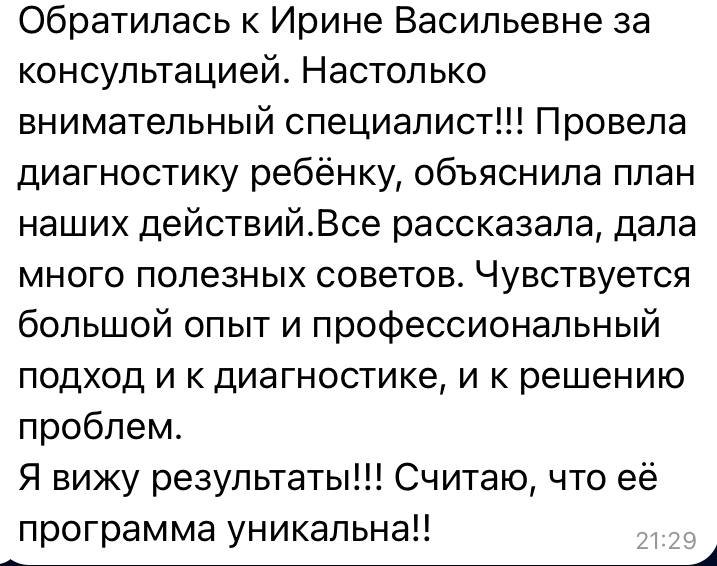 Обратилась к Ирине Васильевне за
консультацией. Настолько
внимательный специалист!!! Провела
диагностику ребёнку, объяснила план
наших действий.Все рассказала, дала
много полезных советов. Чувствуется
большой опыт и профессиональный
подход и к диагностике, и к решению
проблем.
Я вижу результаты!!! Считаю, что её
программа уникальна!!
21:29